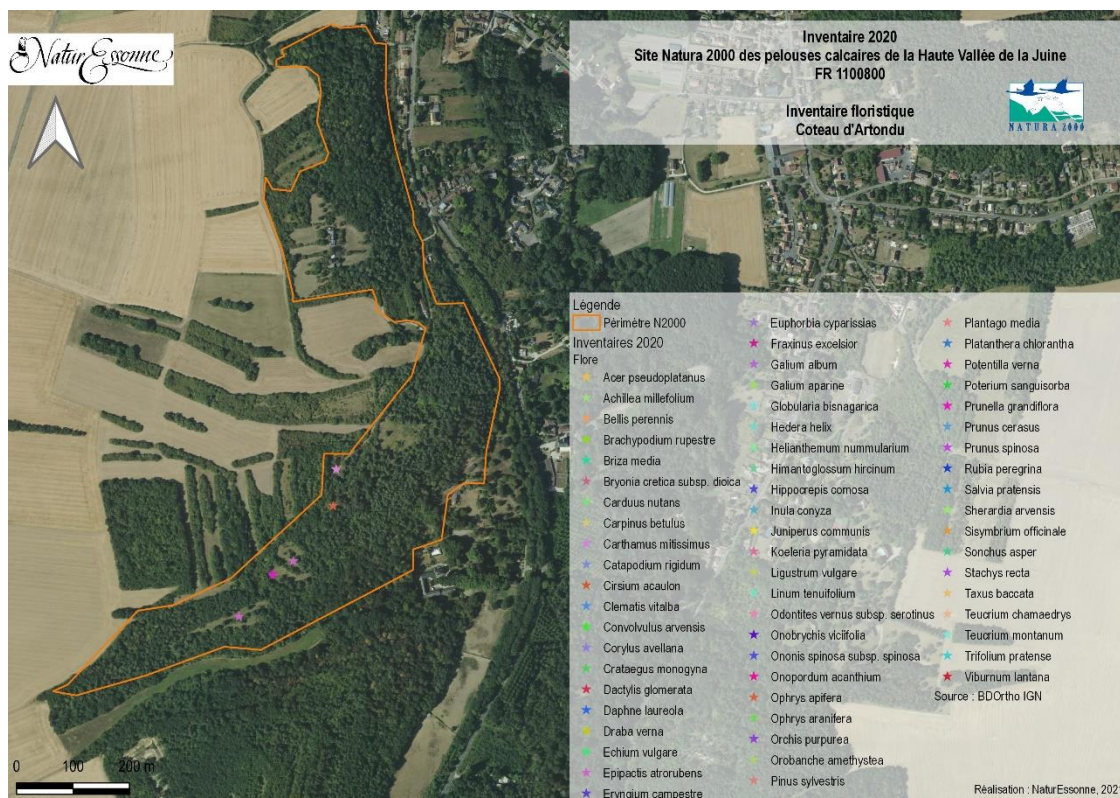 NaturEssonne
Inventaire 2020
Site Natura 2000 des pelouses calcaires de la Haute Vallée de la Juine
FR 1100800
Inventaire floristique
Coteau d'Artondu
NATURA 2000
Légende
Périmètre N2000
Inventaires 2020
Flore
Acer pseudoplatanus
Achillea millefolium
Bellis perennis
Brachypodium rupestre
Briza media
Bryonia cretica subsp. dioica
Carduus nutans
Carpinus betulus
Carthamus mitissimus
Catapodium rigidum
Cirsium acaulon
Clematis vitalba
Convolvulus arvensis
Corylus avellana
Crataegus monogyna
Dactylis glomerata
Daphne laureola
Draba verna
Echium vulgare
Epipactis atrorubens
Eryngium campestre
Euphorbia cyparissias
Fraxinus excelsior
Galium album
Galium aparine
Globularia bisnagarica
Hedera helix
Helianthemum nummularium
Himantoglossum hircinum
Hippocrepis comosa
Inula conyza
Juniperus communis
Koeleria pyramidata
Ligustrum vulgare
Linum tenuifolium
Odontites vernus subsp. serotinus
Onobrychis viciifolia
Ononis spinosa subsp. spinosa
Onopordum acanthium
Ophrys apifera
Ophrys aranifera
Orchis purpurea
Orobanche amethystea
Pinus sylvestris
Plantago media
Platanthera chlorantha
Potentilla verna
Poterium sanguisorba
Prunella grandiflora
Prunus cerasus
Prunus spinosa
Rubia peregrina
Salvia pratensis
Sherardia arvensis
Sisymbrium officinale
Sonchus asper
Stachys recta
Taxus baccata
Teucrium chamaedrys
Teucrium montanum
Trifolium pratense
Viburnum lantana
Source : BDOrtho IGN
0 100 200 m
Réalisation : NaturEssonne, 202